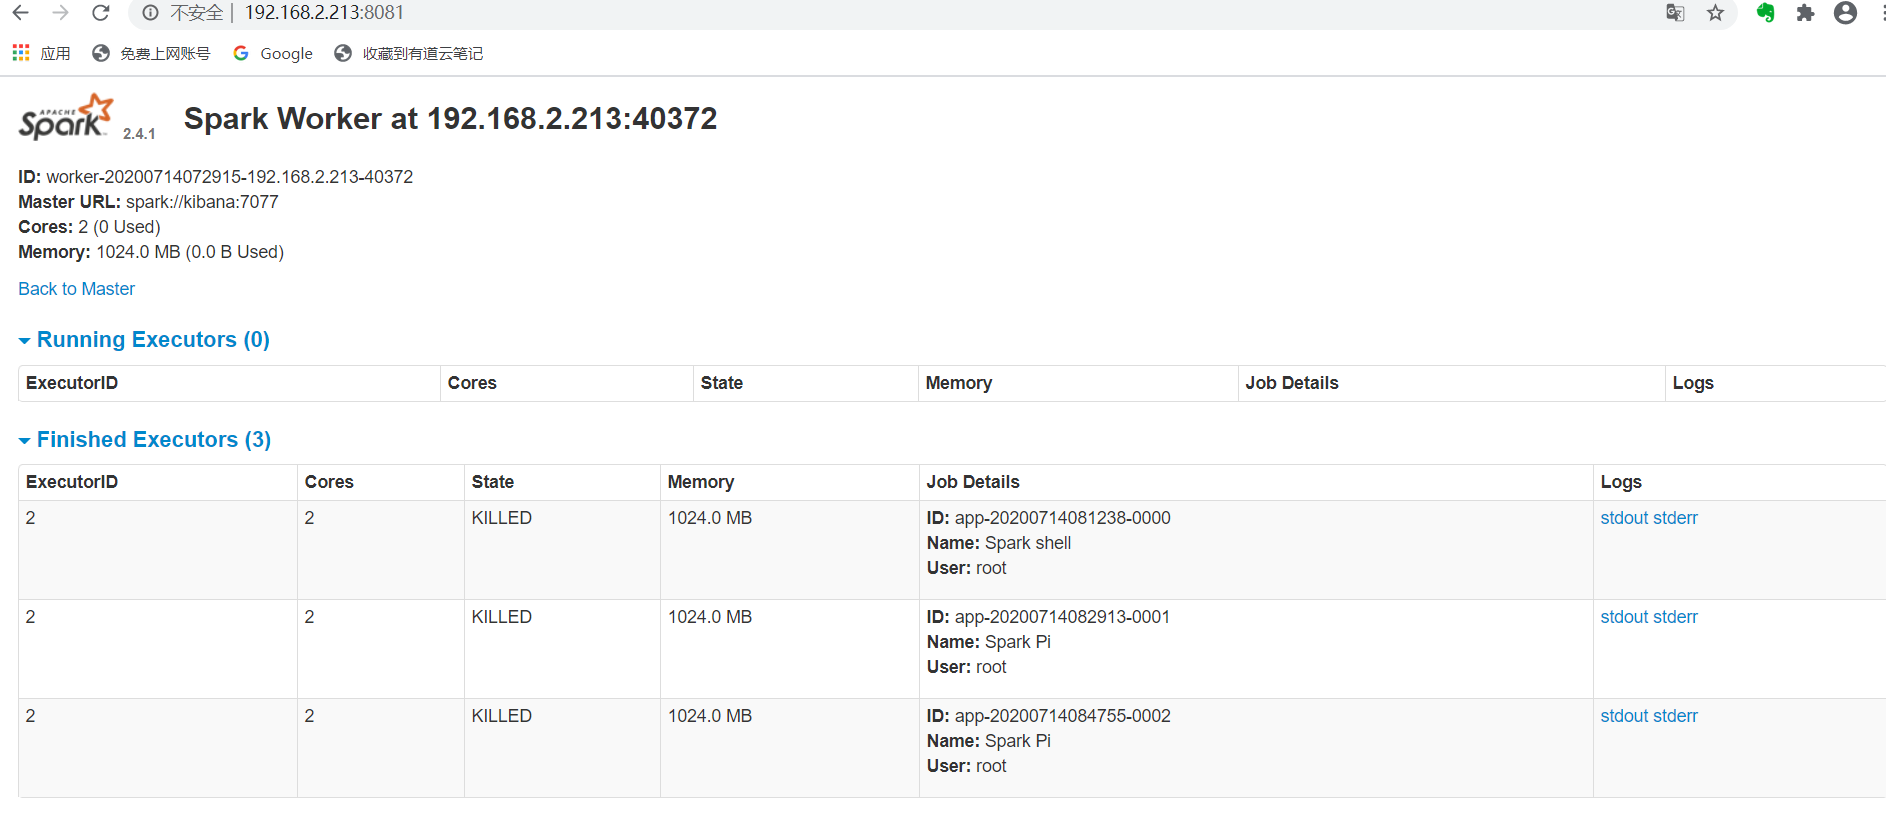 不安全 | 192.168.2.213:8081
应用 免费上网账号 Google 收藏到有道云笔记
APACHE
Spark 2.4.1 Spark Worker at 192.168.2.213:40372
ID: worker-20200714072915-192.168.2.213-40372
Master URL: spark://kibana:7077
Cores: 2 (0 Used)
Memory: 1024.0 MB (0.0 B Used)
Back to Master
Running Executors (0)
ExecutorID Cores State Memory Job Details Logs
Finished Executors (3)
ExecutorID Cores State Memory Job Details Logs
2 2 KILLED 1024.0 MB ID: app-20200714081238-0000 stdout stderr
Name: Spark shell
User: root
2 2 KILLED 1024.0 MB ID: app-20200714082913-0001 stdout stderr
Name: Spark Pi
User: root
2 2 KILLED 1024.0 MB ID: app-20200714084755-0002 stdout stderr
Name: Spark Pi
User: root